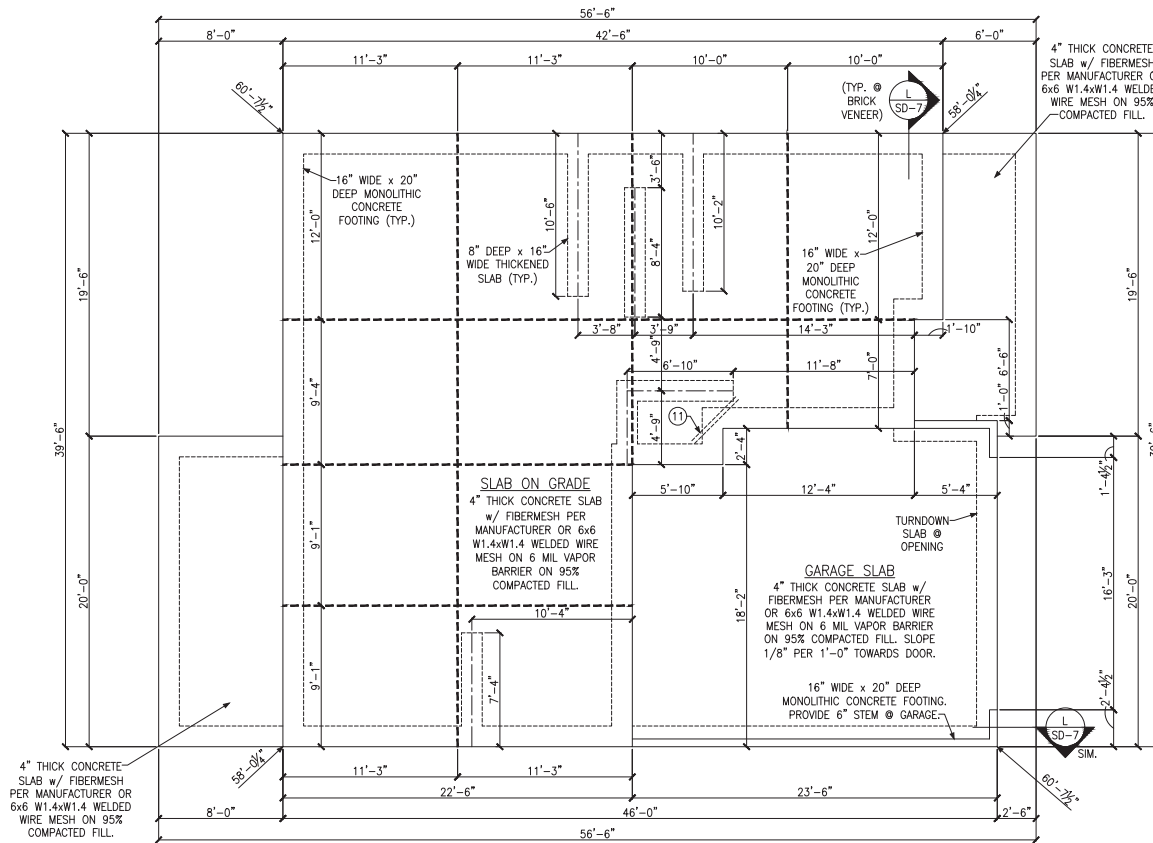 56'-6"
8'-0"
42'-6"
6'-0"
11'-3"
11'-3"
10'-0"
10'-0"
60'-7½"
(TYP. @
BRICK
VENEER)
L
SD-7
58'-0¼"
4" THICK CONCRETE
SLAB w/ FIBERMESH
PER MANUFACTURER
6x6 W1.4xW1.4 WELDE
WIRE MESH ON 95%
COMPACTED FILL.
16" WIDE x 20"
DEEP MONOLITHIC
CONCRETE
FOOTING (TYP.)
12'-0"
10'-6"
3'-6"
8'-4"
10'-2"
12'-0"
8" DEEP x 16"
WIDE THICKENED
SLAB (TYP.)
16" WIDE x
20" DEEP
MONOLITHIC
CONCRETE
FOOTING (TYP.)
19'-6"
19'-6"
39'-6"
3'-8"
3'-9"
14'-3"
1'-10"
4'-9"
6'-10"
11'-8"
7'-0"
6'-6"
1'-0"
9'-4"
11
4'-9"
2'-4"
5'-10"
12'-4"
5'-4"
1'-4½"
SLAB ON GRADE
4" THICK CONCRETE SLAB
w/ FIBERMESH PER
MANUFACTURER OR 6x6
W1.4xW1.4 WELDED WIRE
MESH ON 6 MIL VAPOR
BARRIER ON 95%
COMPACTED FILL.
TURNDOWN
SLAB @
OPENING
GARAGE SLAB
4" THICK CONCRETE SLAB w/
FIBERMESH PER MANUFACTURER
OR 6x6 W1.4xW1.4 WELDED WIRE
MESH ON 6 MIL VAPOR BARRIER
ON 95% COMPACTED FILL. SLOPE
1/8" PER 1'-0" TOWARDS DOOR.
9'-1"
20'-0"
18'-2"
16'-3"
20'-0"
10'-4"
9'-1"
7'-4"
16" WIDE x 20" DEEP
MONOLITHIC CONCRETE FOOTING.
PROVIDE 6" STEM @ GARAGE.
2'-4½"
L
SD-7
SIM.
58'-0¼"
60'-7½"
4" THICK CONCRETE
SLAB w/ FIBERMESH
PER MANUFACTURER OR
6x6 W1.4xW1.4 WELDED
WIRE MESH ON 95%
COMPACTED FILL.
11'-3"
11'-3"
22'-6"
23'-6"
8'-0"
46'-0"
2'-6"
56'-6"